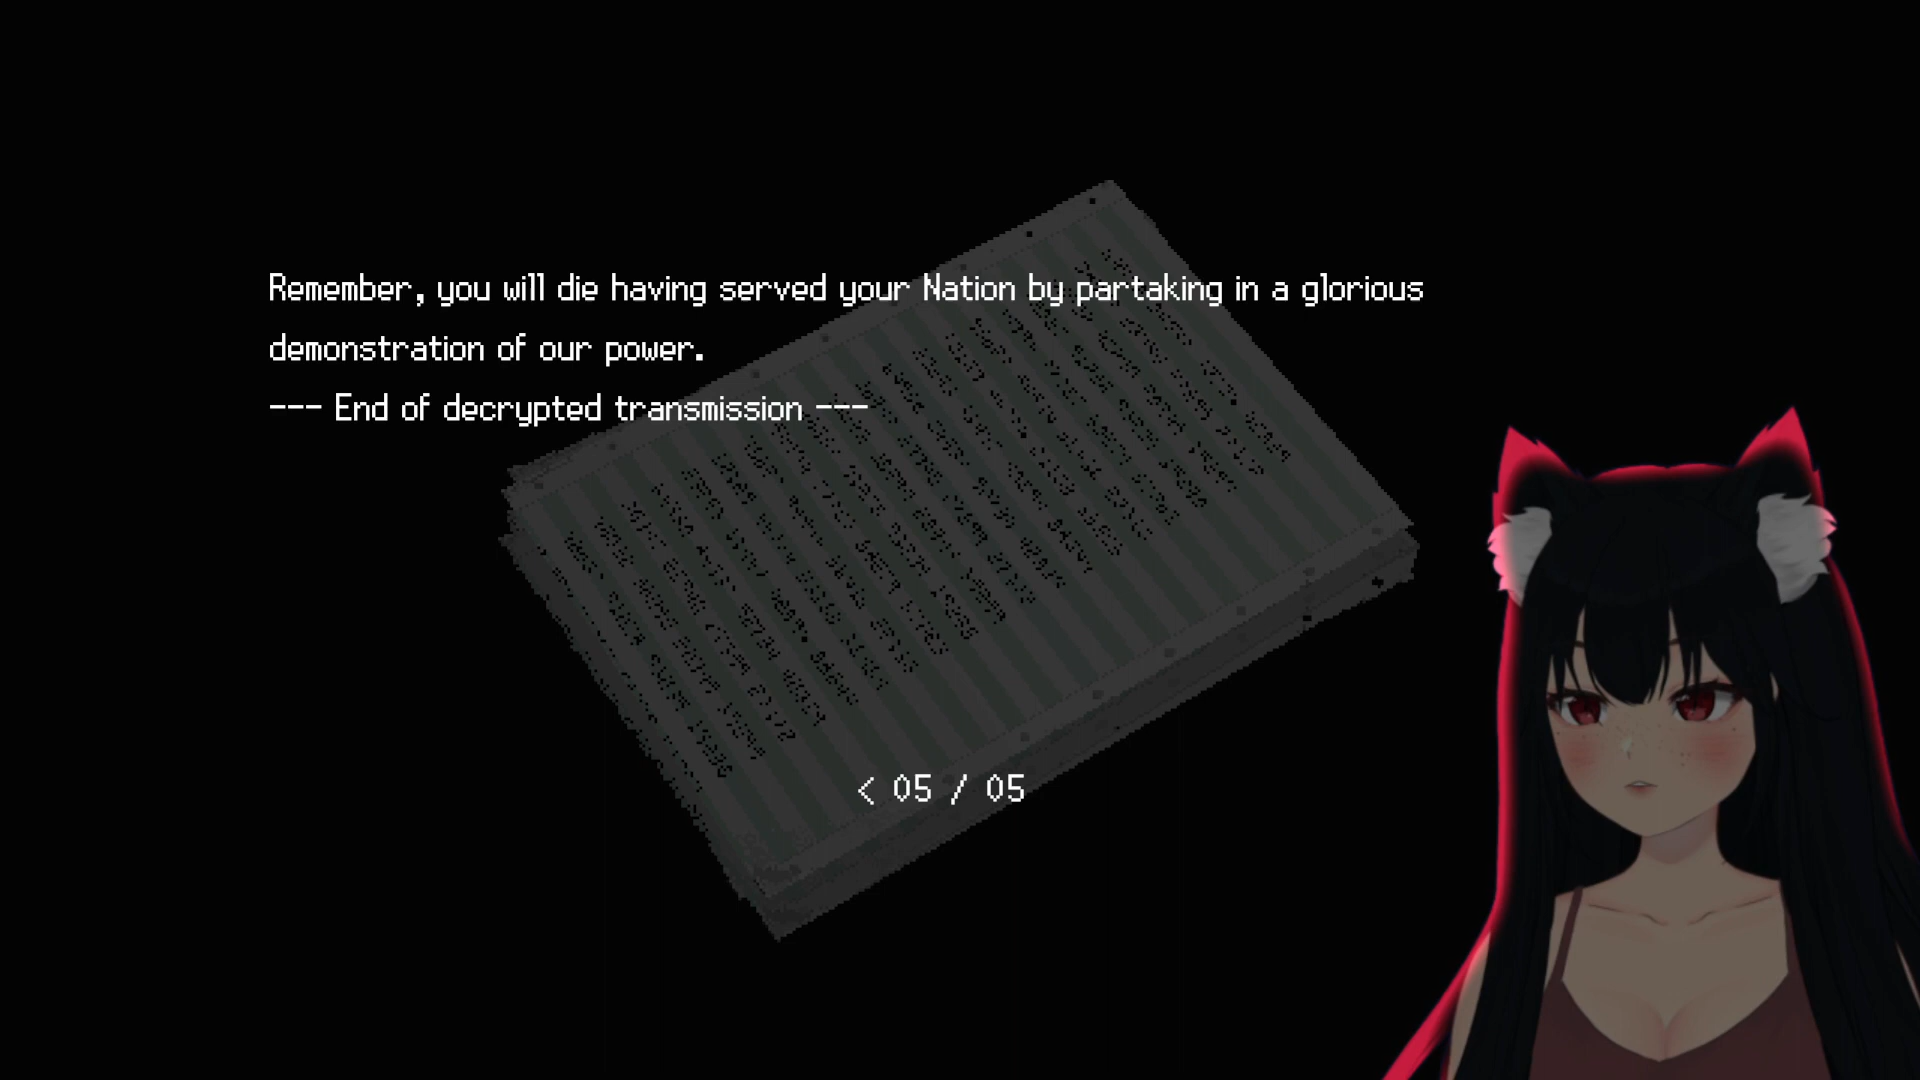 Remember, you will die having served your Nation by partaking in a glorious
demonstration of our power.
--- End of decrypted transmission ---
< 05 / 05